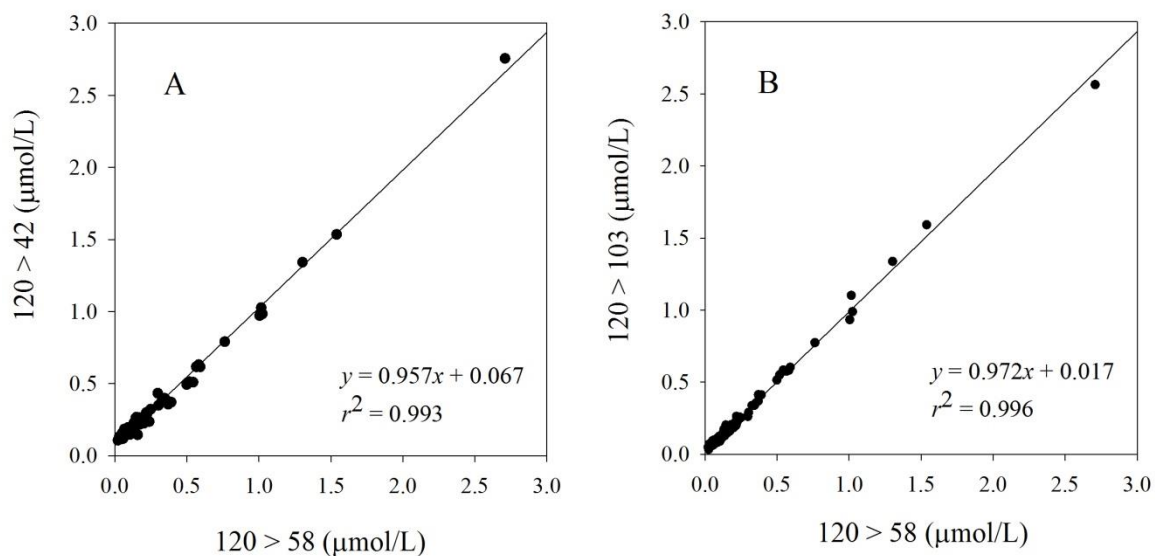 A
120 > 42 (μmol/L)
3.0
2.5
2.0
1.5
1.0
0.5
0.0
y = 0.957x + 0.067
r² = 0.993
0.0 0.5 1.0 1.5 2.0 2.5 3.0
120 > 58 (μmol/L)
B
120 > 103 (μmol/L)
3.0
2.5
2.0
1.5
1.0
0.5
0.0
y = 0.972x + 0.017
r² = 0.996
0.0 0.5 1.0 1.5 2.0 2.5 3.0
120 > 58 (μmol/L)